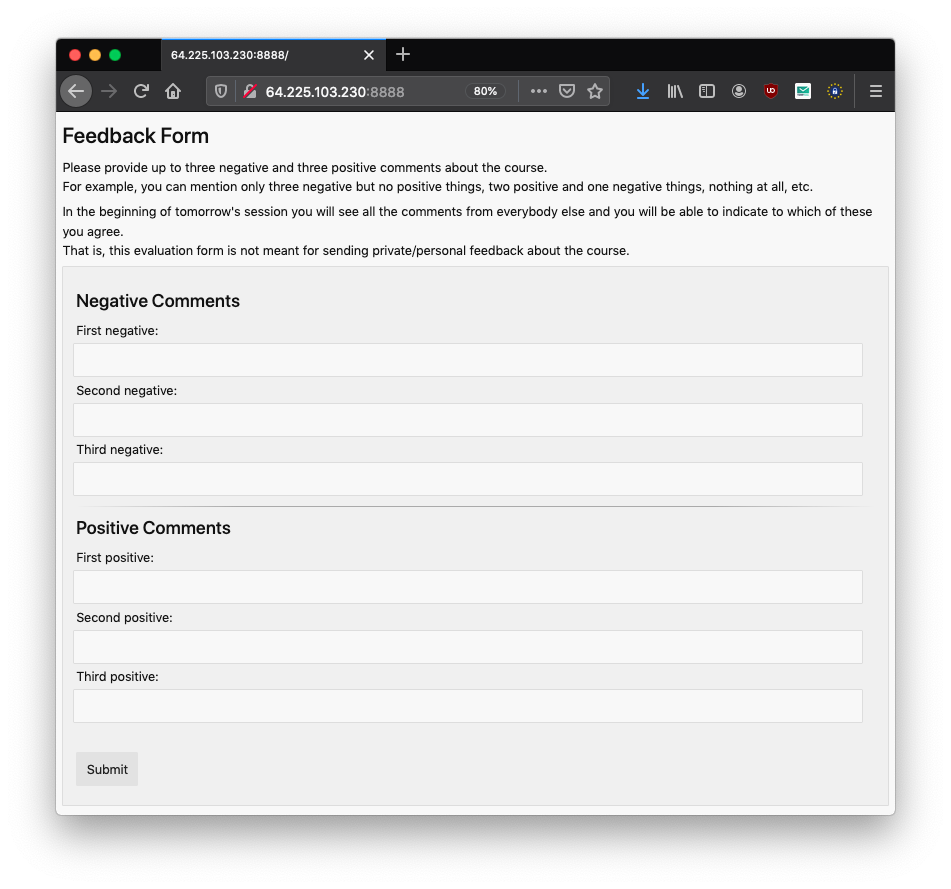 64.225.103.230:8888/
64.225.103.230:8888
80%
Feedback Form
Please provide up to three negative and three positive comments about the course.
For example, you can mention only three negative but no positive things, two positive and one negative things, nothing at all, etc.
In the beginning of tomorrow's session you will see all the comments from everybody else and you will be able to indicate to which of these
you agree.
That is, this evaluation form is not meant for sending private/personal feedback about the course.
Negative Comments
First negative:
Second negative:
Third negative:
Positive Comments
First positive:
Second positive:
Third positive:
Submit